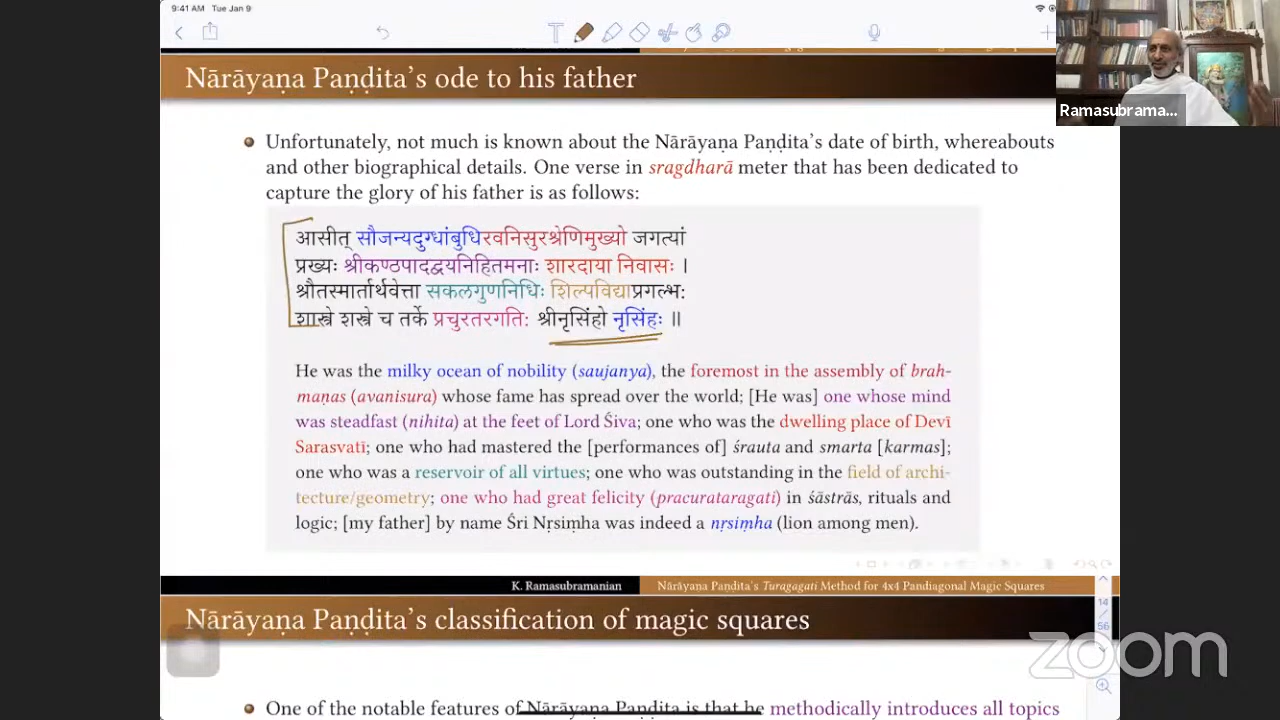 9:41 AM Tue Jan 9
Nārāyaṇa Paṇḍita's ode to his father
Unfortunately, not much is known about the Nārāyaṇa Paṇḍita's date of birth, whereabouts
and other biographical details. One verse in sragdharā meter that has been dedicated to
capture the glory of his father is as follows:
आसीत् सौजन्यदुग्धांबुधिरवनिसुरश्रेणिमुख्यो जगत्यां
प्रख्यः श्रीकण्ठपादद्वयनिहितमनाः शारदाया निवासः ।
श्रौतस्मार्तार्थवेत्ता सकलगुणनिधिः शिल्पविद्याप्रगल्भः
शास्त्रे शस्त्रे च तर्के प्रचुरतरगतिः श्रीनृसिंहो नृसिंहः ॥
He was the milky ocean of nobility (saujanya), the foremost in the assembly of brah-
maṇas (avanisura) whose fame has spread over the world; [He was] one whose mind
was steadfast (nihita) at the feet of Lord Śiva; one who was the dwelling place of Devī
Sarasvatī; one who had mastered the [performances of] śrauta and smarta [karmas];
one who was a reservoir of all virtues; one who was outstanding in the field of archi-
tecture/geometry; one who had great felicity (pracurataragati) in śāstrās, rituals and
logic; [my father] by name Śri Nṛsiṃha was indeed a nṛsiṃha (lion among men).
K. Ramasubramanian Nārāyaṇa Paṇḍita's Turagagati Method for 4x4 Pandiagonal Magic Squares
Nārāyaṇa Paṇḍita's classification of magic squares
One of the notable features of Nārāyaṇa Paṇḍita is that he methodically introduces all topics
Ramasubrama...
14
/
56
zoom